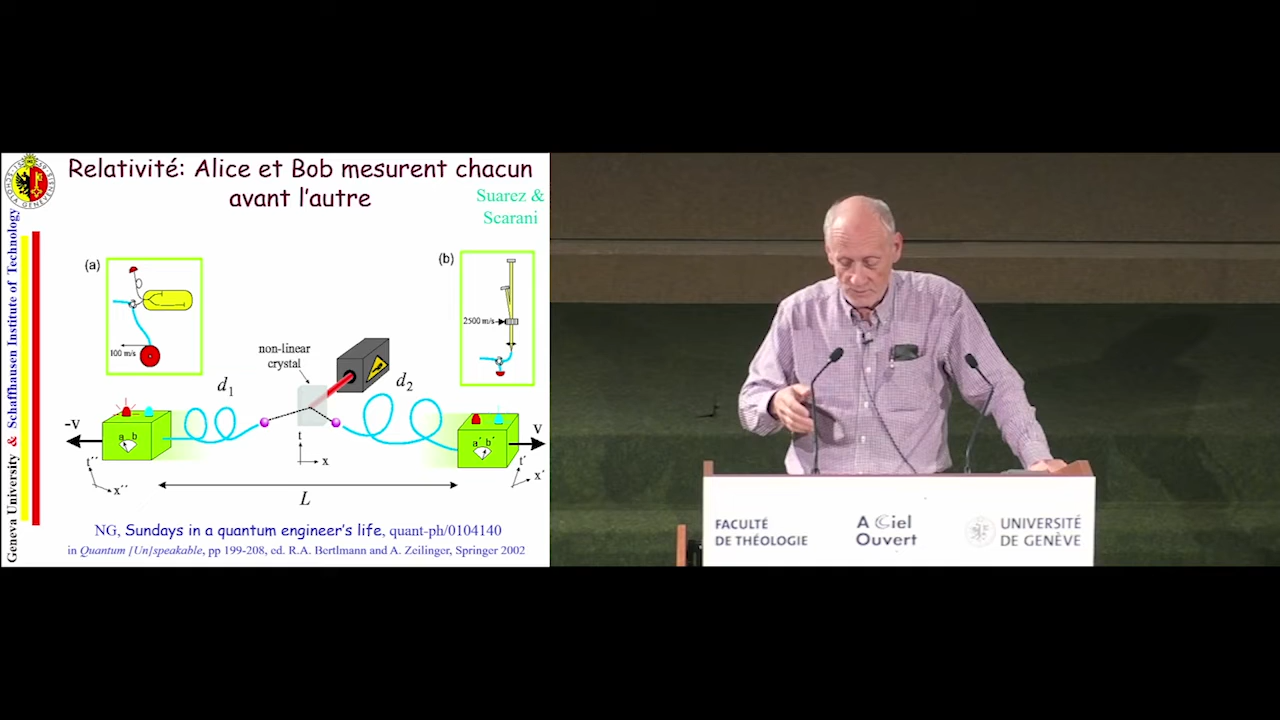 Relativité: Alice et Bob mesurent chacun
avant l'autre
Suarez &
Scarani
Geneva University & Schaffhausen Institute of Technology
(a)
100 m/s
(b)
2500 m/s
non-linear
crystal
d1
d2
-v
a b
t
x
a´ b´
v
t´´
x´´
t´
x´
L
NG, Sundays in a quantum engineer's life, quant-ph/0104140
in Quantum [Un]speakable, pp 199-208, ed. R.A. Bertlmann and A. Zeilinger, Springer 2002
FACULTÉ
DE THÉOLOGIE
A Ciel
Ouvert
UNIVERSITÉ
DE GENÈVE